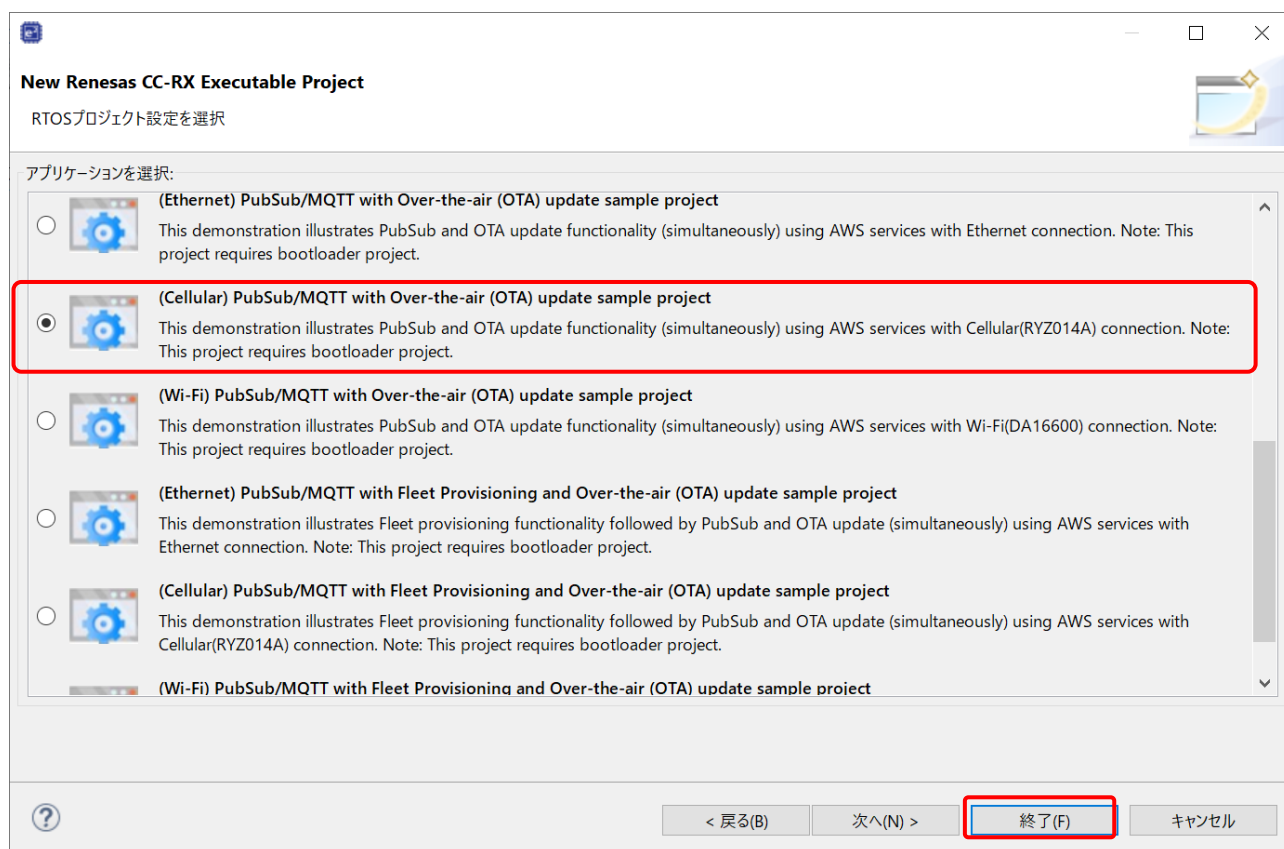 New Renesas CC-RX Executable Project
RTOSプロジェクト設定を選択
アプリケーションを選択:
(Ethernet) PubSub/MQTT with Over-the-air (OTA) update sample project
This demonstration illustrates PubSub and OTA update functionality (simultaneously) using AWS services with Ethernet connection. Note: This
project requires bootloader project.
(Cellular) PubSub/MQTT with Over-the-air (OTA) update sample project
This demonstration illustrates PubSub and OTA update functionality (simultaneously) using AWS services with Cellular(RYZ014A) connection. Note:
This project requires bootloader project.
(Wi-Fi) PubSub/MQTT with Over-the-air (OTA) update sample project
This demonstration illustrates PubSub and OTA update functionality (simultaneously) using AWS services with Wi-Fi(DA16600) connection. Note:
This project requires bootloader project.
(Ethernet) PubSub/MQTT with Fleet Provisioning and Over-the-air (OTA) update sample project
This demonstration illustrates Fleet provisioning functionality followed by PubSub and OTA update (simultaneously) using AWS services with
Ethernet connection. Note: This project requires bootloader project.
(Cellular) PubSub/MQTT with Fleet Provisioning and Over-the-air (OTA) update sample project
This demonstration illustrates Fleet provisioning functionality followed by PubSub and OTA update (simultaneously) using AWS services with
Cellular(RYZ014A) connection. Note: This project requires bootloader project.
(Wi-Fi) PubSub/MQTT with Fleet Provisioning and Over-the-air (OTA) update sample project
< 戻る(B) 次へ(N) > 終了(F) キャンセル